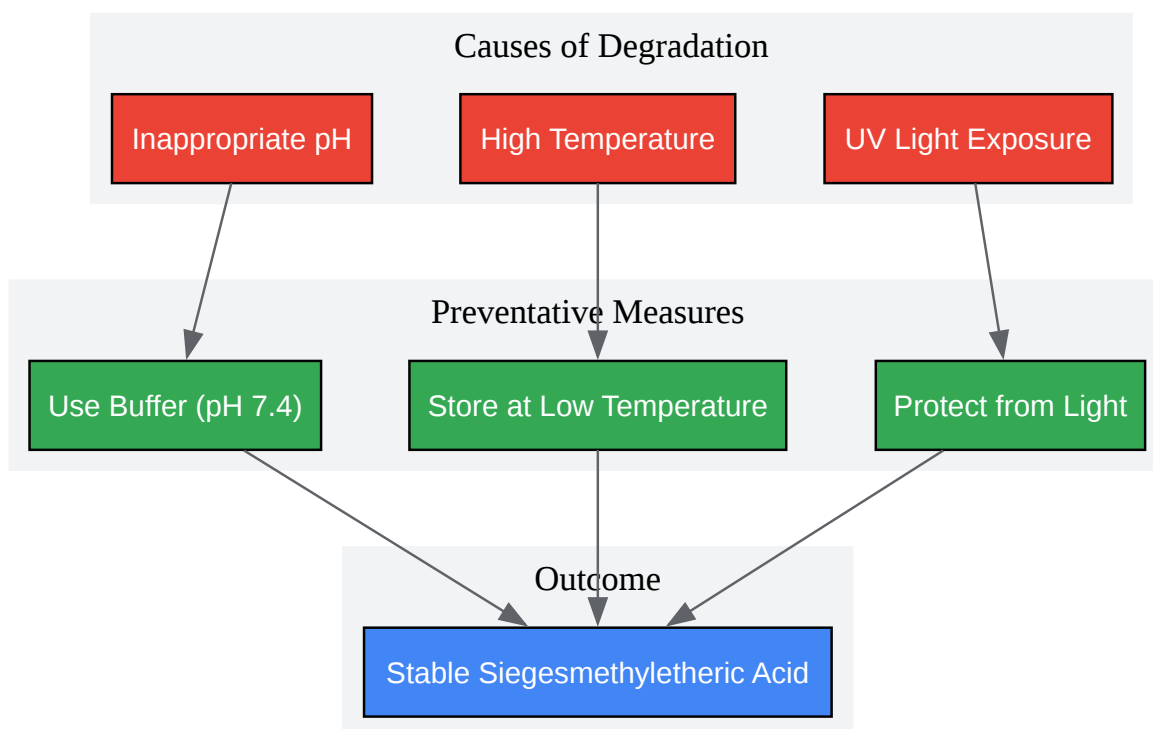 Causes of Degradation
Inappropriate pH
High Temperature
UV Light Exposure
Preventative Measures
Use Buffer (pH 7.4)
Store at Low Temperature
Protect from Light
Outcome
Stable Siegesmethyletheric Acid